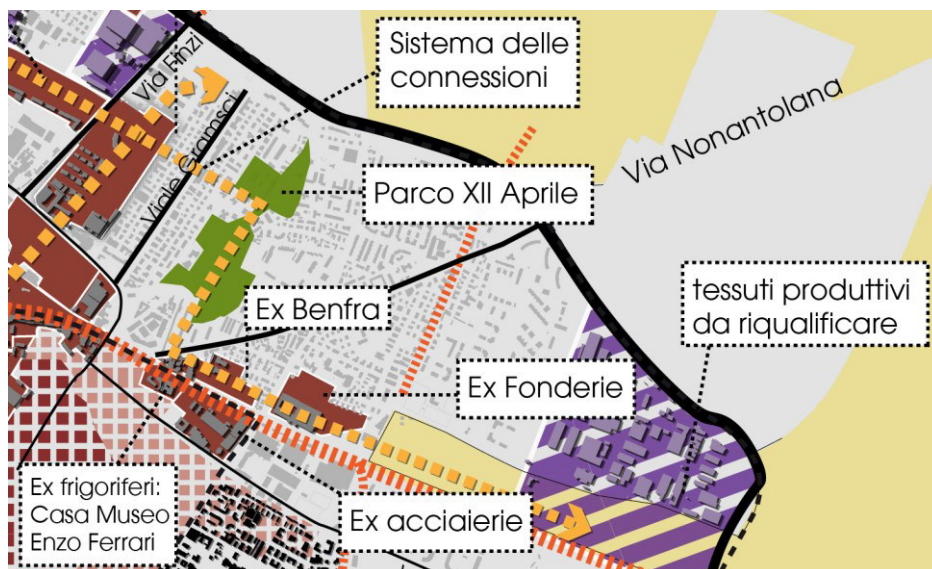 Sistema delle
connessioni
Via Finzi
Viale Gramsci
Via Nonantolana
Parco XII Aprile
tessuti produttivi
da riqualificare
Ex Benfra
Ex Fonderie
Ex frigoriferi:
Casa Museo
Enzo Ferrari
Ex acciaierie